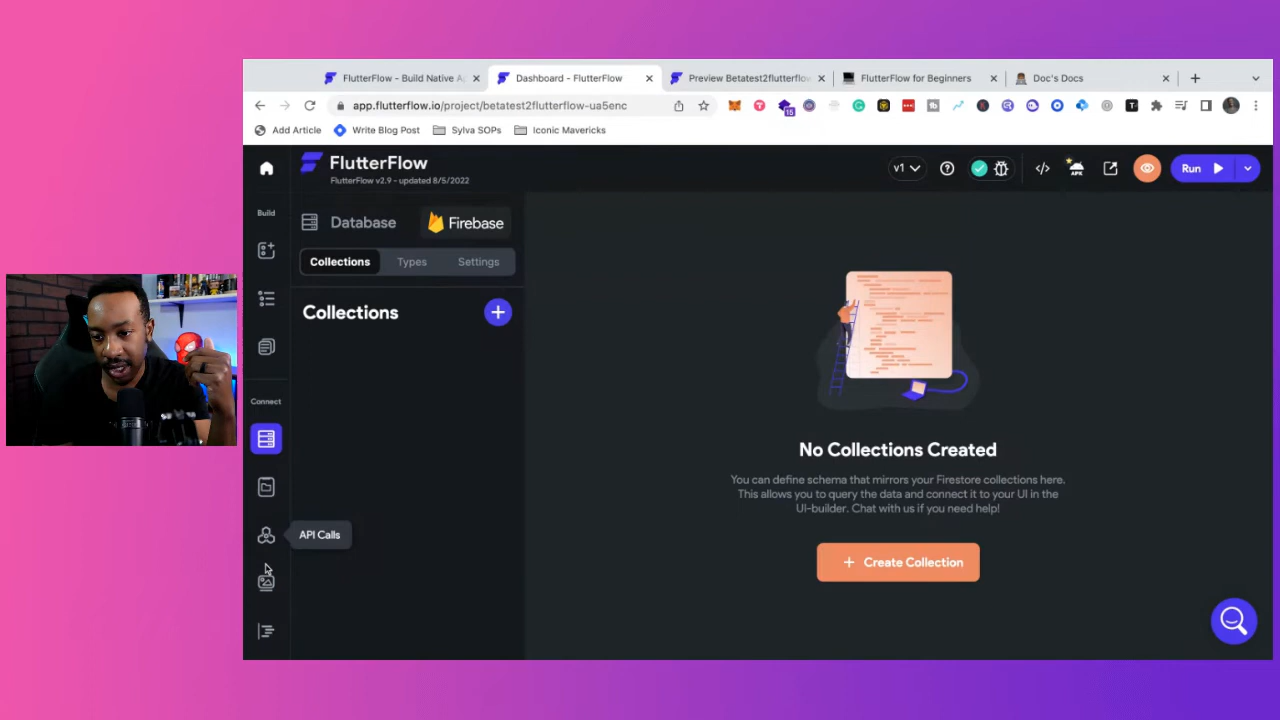 FlutterFlow - Build Native Ap
Dashboard - FlutterFlow
Preview Betatest2flutterflow
FlutterFlow for Beginners
Doc's Docs
app.flutterflow.io/project/betatest2flutterflow-ua5enc
15
Add Article
Write Blog Post
Sylva SOPs
Iconic Mavericks
FlutterFlow
FlutterFlow v2.9 - updated 8/5/2022
v1
APK
Run
Build
Database
Firebase
Collections
Types
Settings
Collections
Connect
API Calls
No Collections Created
You can define schema that mirrors your Firestore collections here.
This allows you to query the data and connect it to your UI in the
UI-builder. Chat with us if you need help!
+ Create Collection